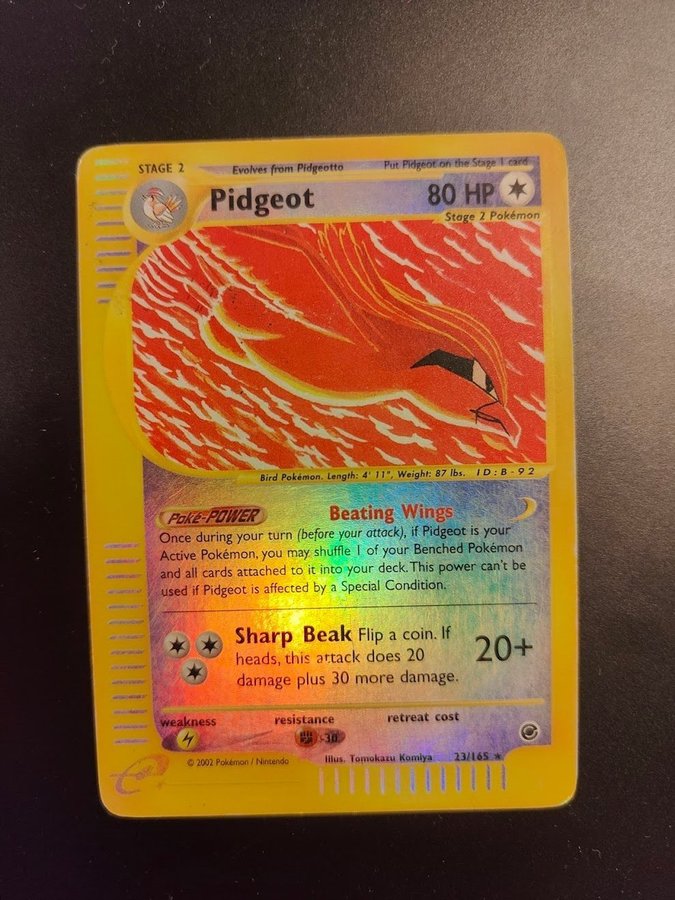 STAGE 2 Evolves from Pidgeotto Put Pidgeot on the Stage 1 card
Pidgeot 80 HP
Stage 2 Pokémon
Bird Pokémon. Length: 4' 11", Weight: 87 lbs. ID:B-92
Poké-POWER Beating Wings
Once during your turn (before your attack), if Pidgeot is your
Active Pokémon, you may shuffle 1 of your Benched Pokémon
and all cards attached to it into your deck. This power can't be
used if Pidgeot is affected by a Special Condition.
Sharp Beak Flip a coin. If
heads, this attack does 20
damage plus 30 more damage.
20+
weakness resistance retreat cost
-30
Illus. Tomokazu Komiya 23/165
© 2002 Pokémon / Nintendo